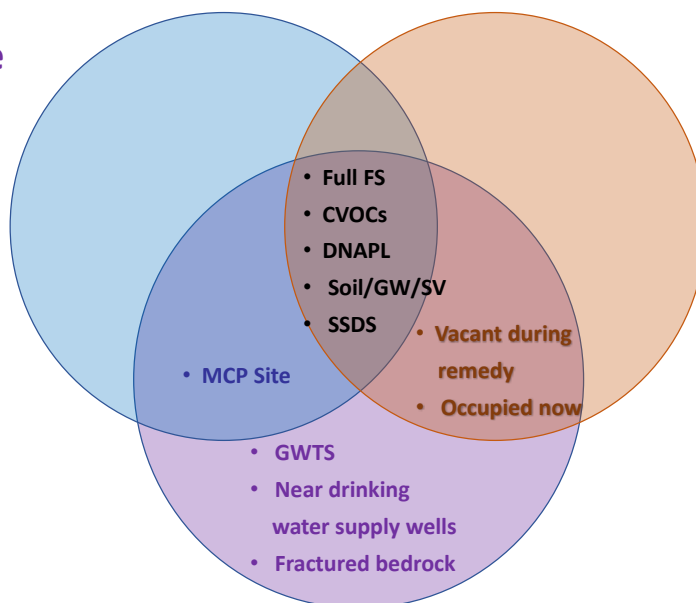 e
• Full FS
• CVOCs
• DNAPL
• Soil/GW/SV
• SSDS
• Vacant during
remedy
• Occupied now
• MCP Site
• GWTS
• Near drinking
water supply wells
• Fractured bedrock